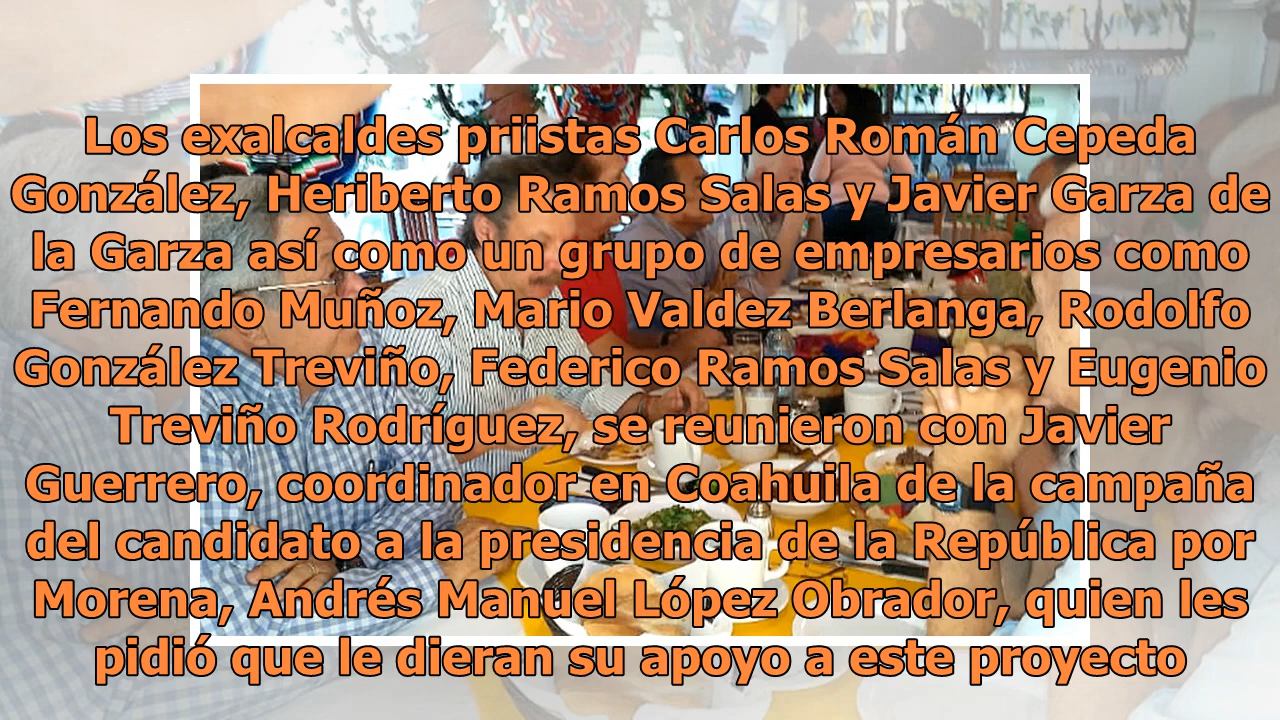 Los exalcaldes priistas Carlos Román Cepeda
González, Heriberto Ramos Salas y Javier Garza de
la Garza así como un grupo de empresarios como
Fernando Muñoz, Mario Valdez Berlanga, Rodolfo
González Treviño, Federico Ramos Salas y Eugenio
Treviño Rodríguez, se reunieron con Javier
Guerrero, coordinador en Coahuila de la campaña
del candidato a la presidencia de la República por
Morena, Andrés Manuel López Obrador, quien les
pidió que le dieran su apoyo a este proyecto